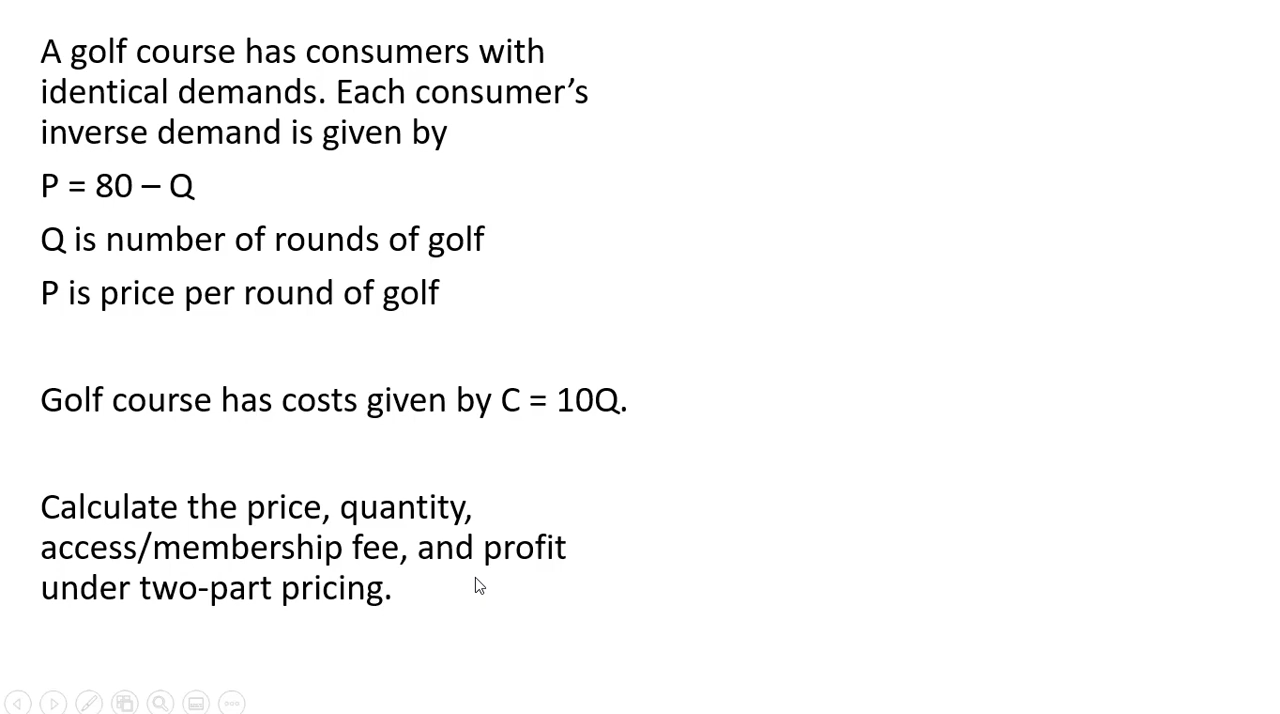 A golf course has consumers with
identical demands. Each consumer’s
inverse demand is given by
P = 80 – Q
Q is number of rounds of golf
P is price per round of golf
Golf course has costs given by C = 10Q.
Calculate the price, quantity,
access/membership fee, and profit
under two-part pricing.